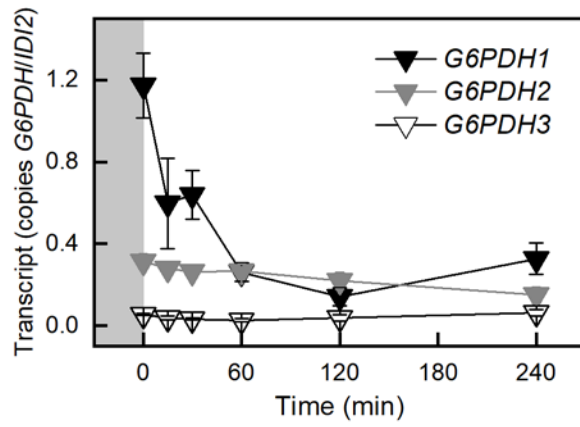 Transcript (copies G6PDH/IDI2)
1.2
0.8
0.4
0.0
G6PDH1
G6PDH2
G6PDH3
0 60 120 180 240
Time (min)